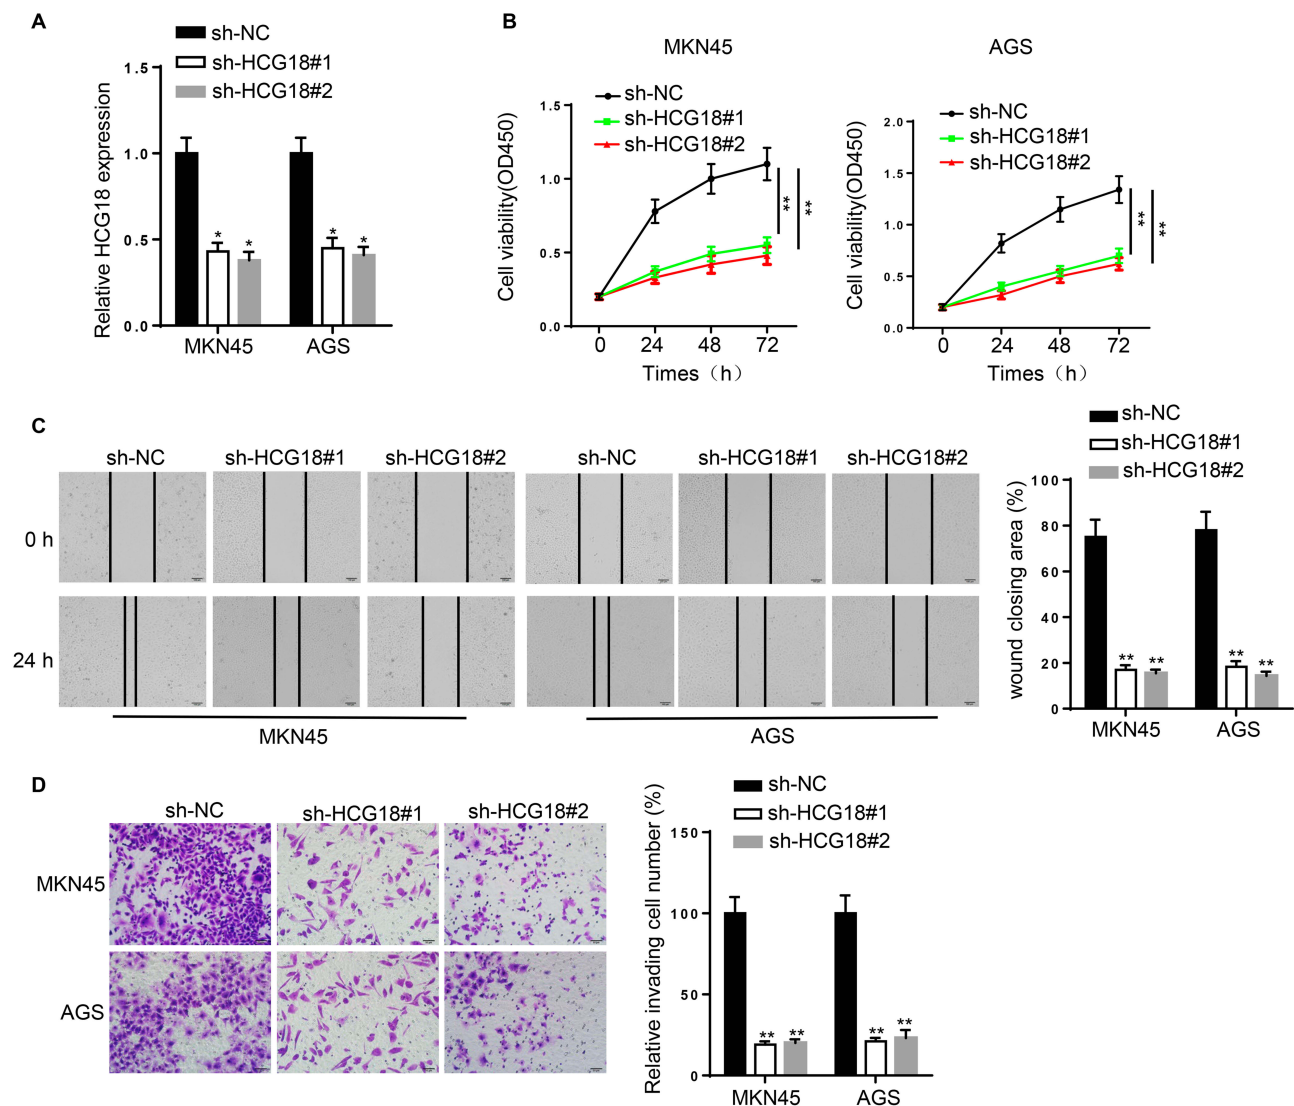 A
sh-NC
sh-HCG18#1
sh-HCG18#2
Relative HCG18 expression
1.5
1.0
0.5
0.0
* * * *
MKN45 AGS
B
MKN45
sh-NC
sh-HCG18#1
sh-HCG18#2
Cell viability(OD450)
1.5
1.0
0.5
0.0
** **
0 24 48 72
Times（h）
AGS
sh-NC
sh-HCG18#1
sh-HCG18#2
Cell viability(OD450)
2.0
1.5
1.0
0.5
0.0
** **
0 24 48 72
Times（h）
C
sh-NC sh-HCG18#1 sh-HCG18#2 sh-NC sh-HCG18#1 sh-HCG18#2
0 h
24 h
MKN45 AGS
sh-NC
sh-HCG18#1
sh-HCG18#2
wound closing area (%)
100
80
60
40
20
0
** ** ** **
MKN45 AGS
D
sh-NC sh-HCG18#1 sh-HCG18#2
MKN45
AGS
sh-NC
sh-HCG18#1
sh-HCG18#2
Relative invading cell number (%)
150
100
50
0
** ** ** **
MKN45 AGS